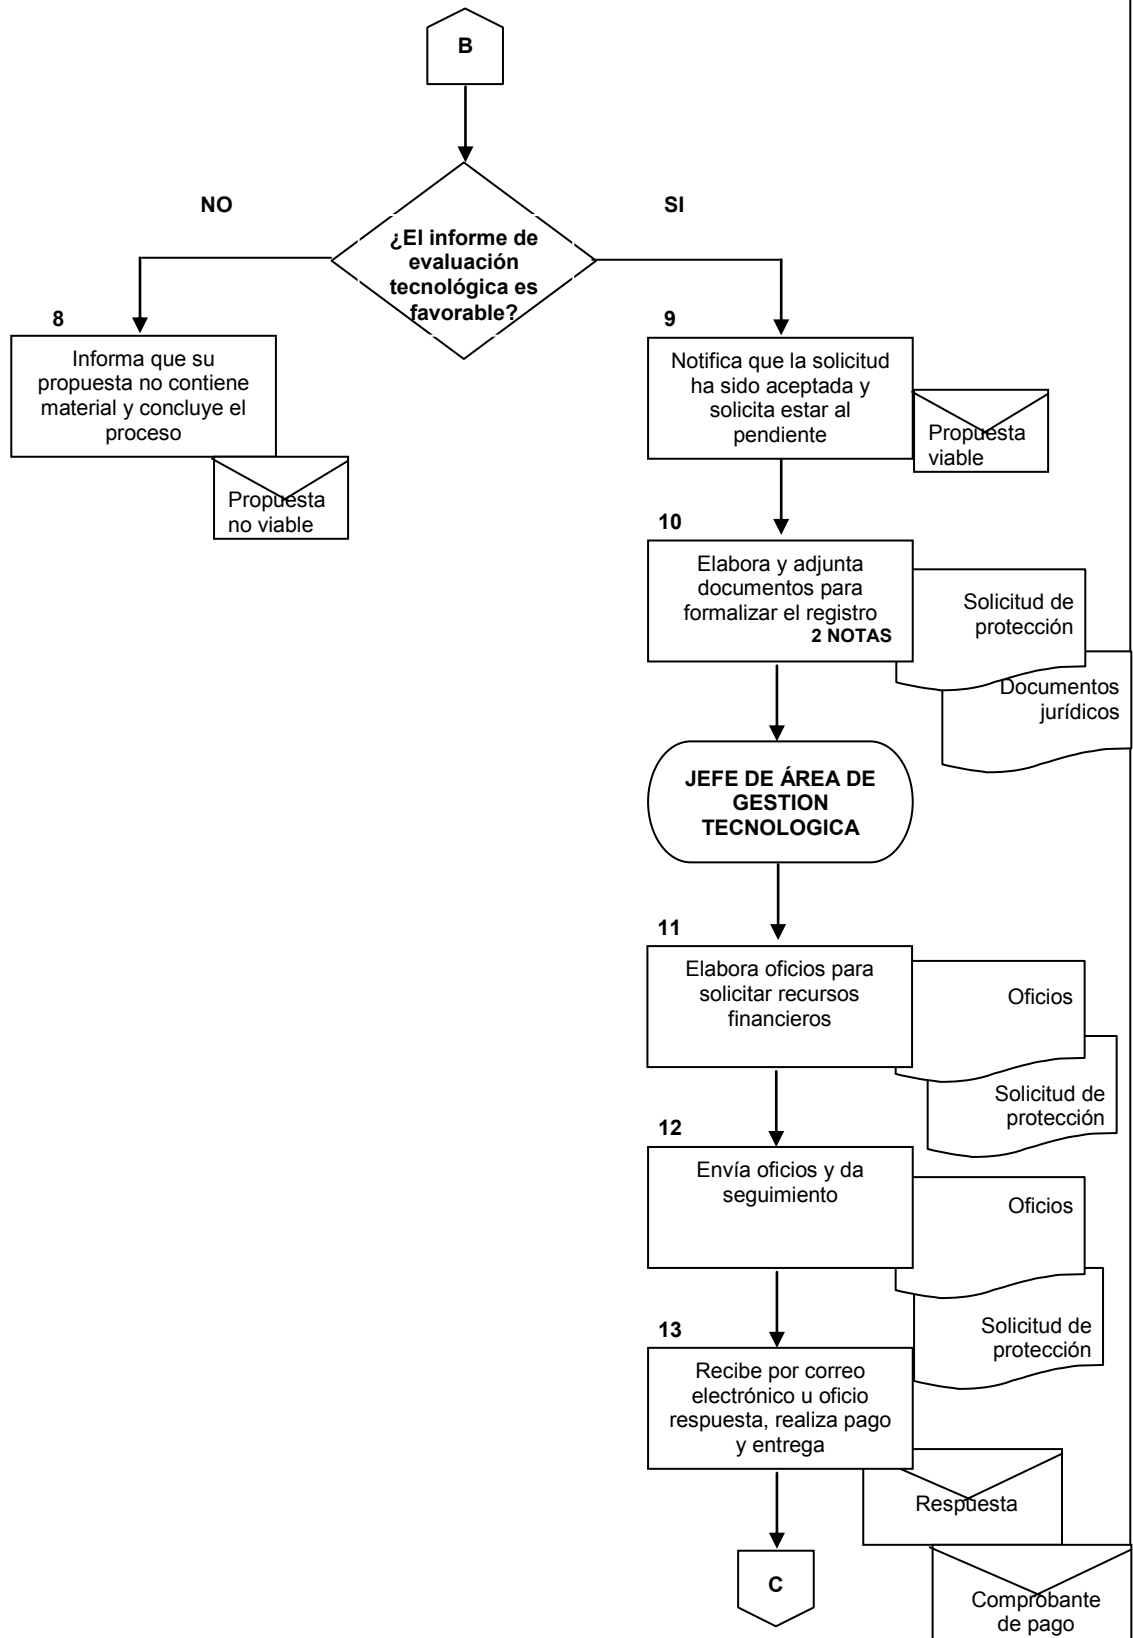 B
NO
SI
¿El informe de
evaluación
tecnológica es
favorable?
8
Informa que su
propuesta no contiene
material y concluye el
proceso
Propuesta
no viable
9
Notifica que la solicitud
ha sido aceptada y
solicita estar al
pendiente
Propuesta
viable
10
Elabora y adjunta
documentos para
formalizar el registro
2 NOTAS
Solicitud de
protección
Documentos
jurídicos
JEFE DE ÁREA DE
GESTION
TECNOLOGICA
11
Elabora oficios para
solicitar recursos
financieros
Oficios
Solicitud de
protección
12
Envía oficios y da
seguimiento
Oficios
Solicitud de
protección
13
Recibe por correo
electrónico u oficio
respuesta, realiza pago
y entrega
Respuesta
C
Comprobante
de pago